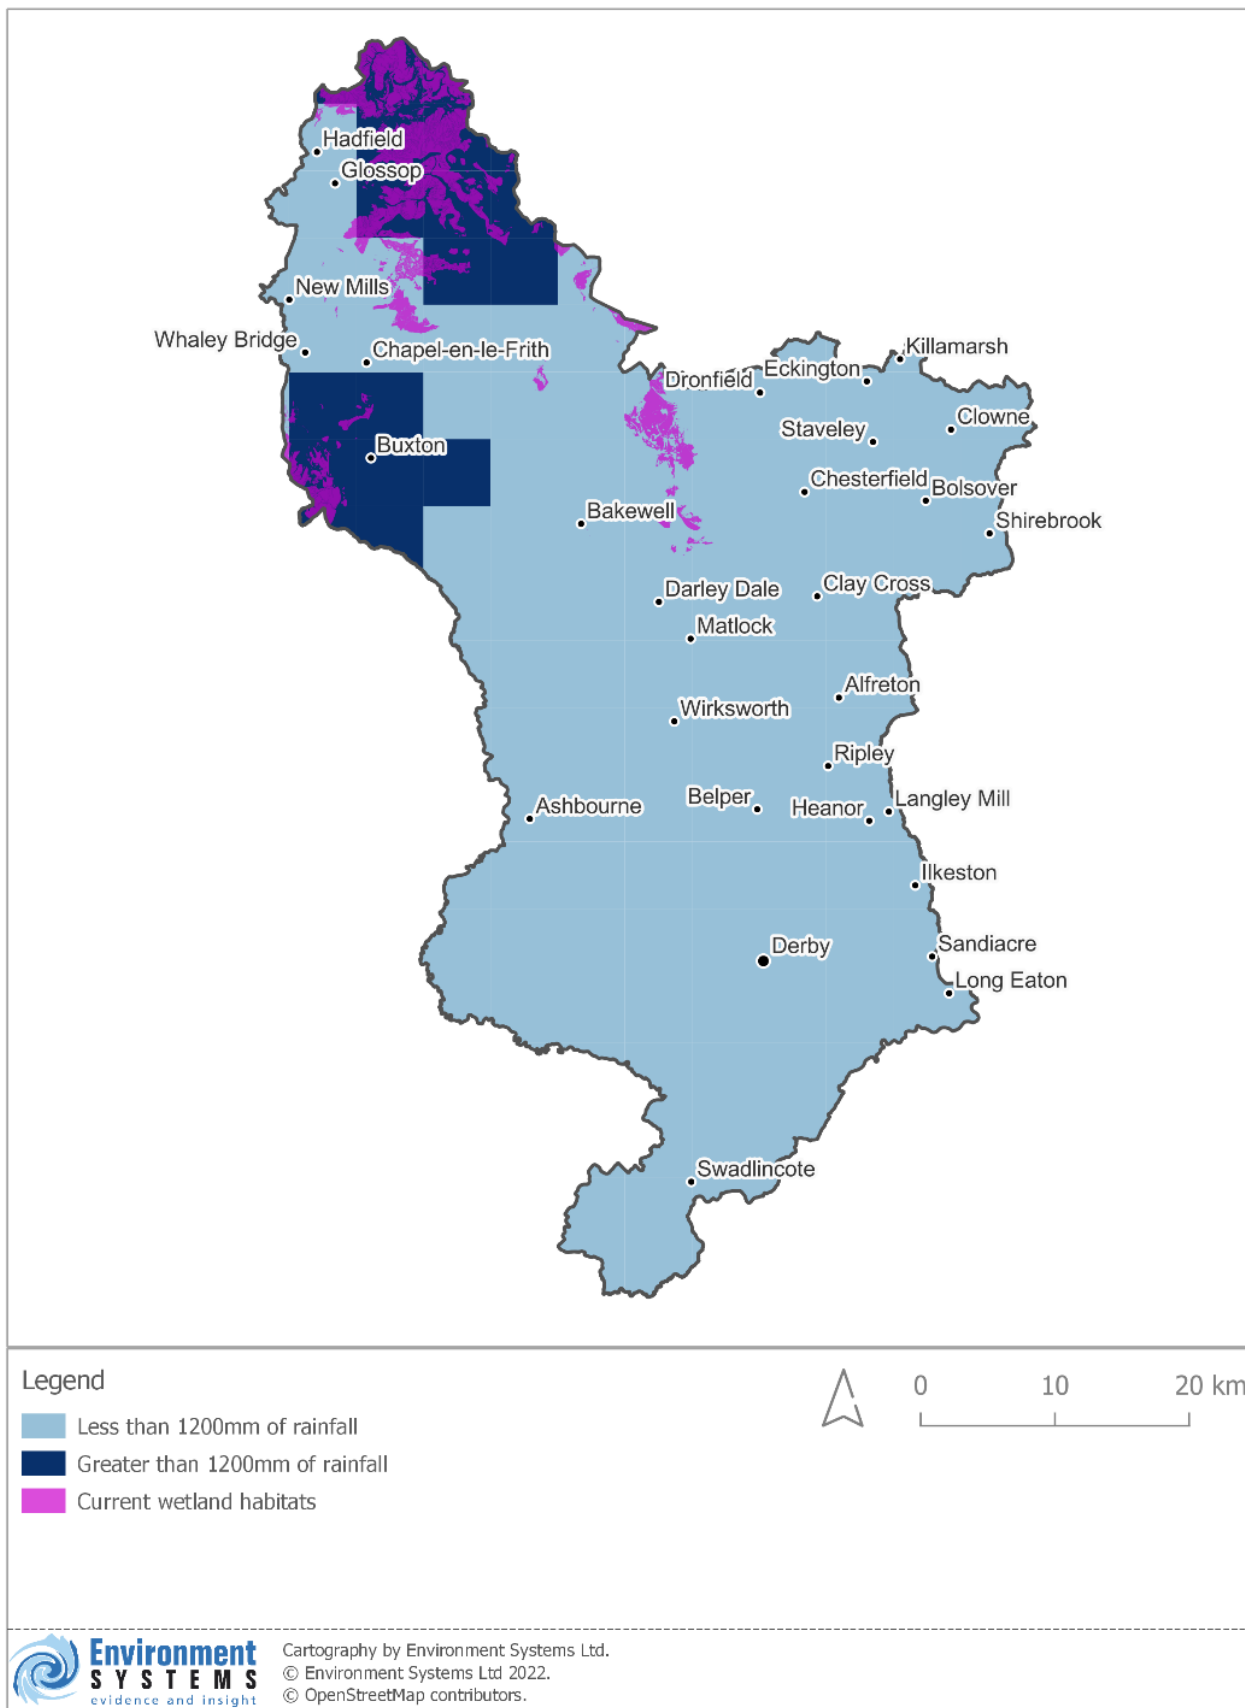 Hadfield
Glossop
New Mills
Whaley Bridge
Chapel-en-le-Frith
Killamarsh
Eckington
Dronfield
Clowne
Staveley
Buxton
Chesterfield
Bolsover
Bakewell
Shirebrook
Darley Dale
Clay Cross
Matlock
Alfreton
Wirksworth
Ripley
Ashbourne
Belper
Heanor
Langley Mill
Ilkeston
Derby
Sandiacre
Long Eaton
Swadlincote
Legend
0 10 20 km
Less than 1200mm of rainfall
Greater than 1200mm of rainfall
Current wetland habitats
Environment
SYSTEMS
evidence and insight
Cartography by Environment Systems Ltd.
© Environment Systems Ltd 2022.
© OpenStreetMap contributors.